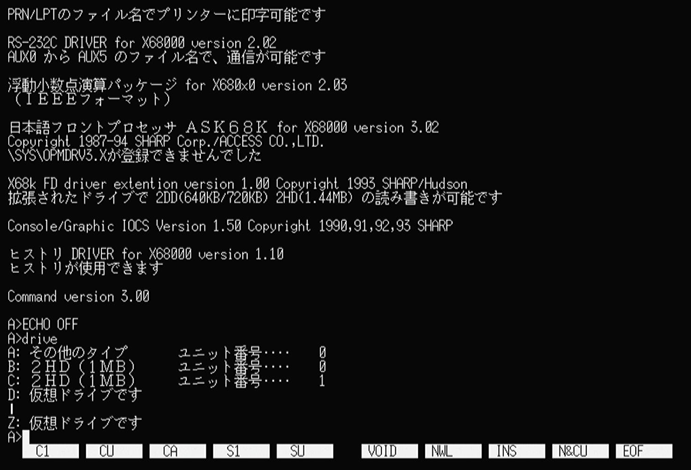 PRN/LPTのファイル名でプリンターに印字可能です
RS-232C DRIVER for X68000 version 2.02
AUX0 から AUX5 のファイル名で、通信が可能です
浮動小数点演算パッケージ for X680x0 version 2.03
（ＩＥＥＥフォーマット）
日本語フロントプロセッサ ＡＳＫ６８Ｋ for X68000 version 3.02
Copyright 1987-94 SHARP Corp./ACCESS CO.,LTD.
\SYS\OPMDRV3.Xが登録できませんでした
X68k FD driver extention version 1.00 Copyright 1993 SHARP/Hudson
拡張されたドライブで 2DD(640KB/720KB) 2HD(1.44MB) の読み書きが可能です
Console/Graphic IOCS Version 1.50 Copyright 1990,91,92,93 SHARP
ヒストリ DRIVER for X68000 version 1.10
ヒストリが使用できます
Command version 3.00
A>ECHO OFF
A>drive
A: その他のタイプ ユニット番号‥‥ 0
B: ２ＨＤ（１ＭＢ） ユニット番号‥‥ 0
C: ２ＨＤ（１ＭＢ） ユニット番号‥‥ 1
D: 仮想ドライブです
|
Z: 仮想ドライブです
A>
C1 CU CA S1 SU VOID NWL INS N&CU EOF